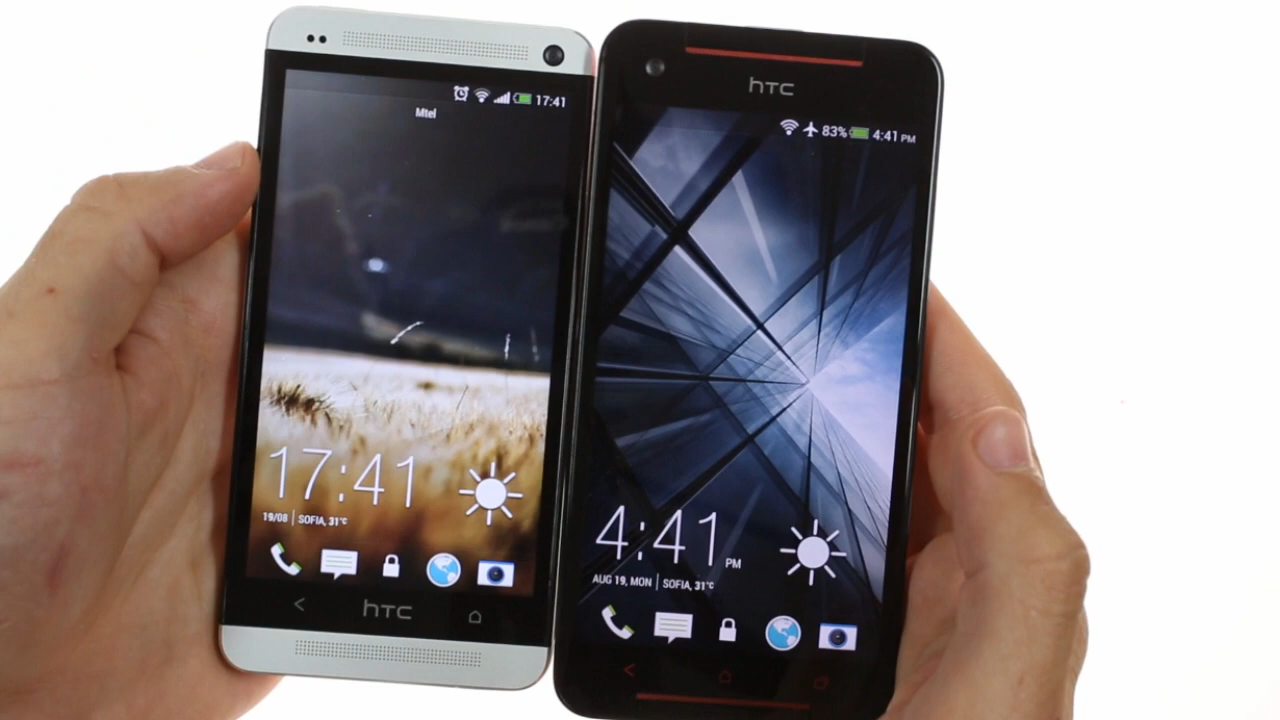 17:41
Mtel
17:41
19/08 | SOFIA, 31°C
hTC
hTC
83% 4:41 PM
4:41 PM
AUG 19, MON | SOFIA, 31°C